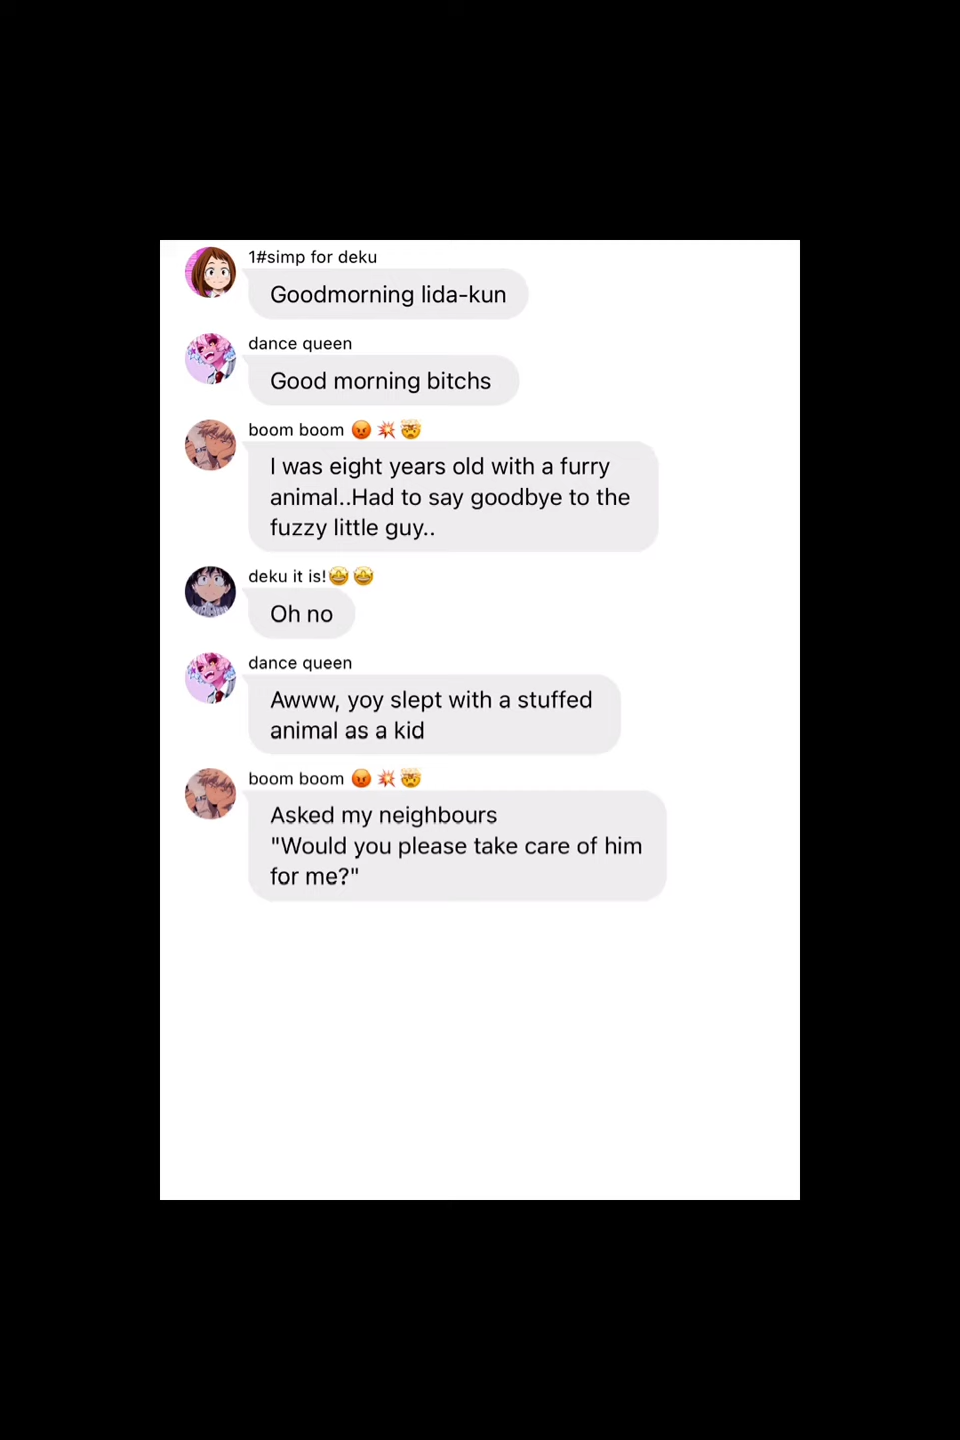 1#simp for deku
Goodmorning lida-kun
dance queen
Good morning bitchs
boom boom 😡 💥 🤯
I was eight years old with a furry
animal..Had to say goodbye to the
fuzzy little guy..
deku it is!🤩 🤩
Oh no
dance queen
Awww, yoy slept with a stuffed
animal as a kid
boom boom 😡 💥 🤯
Asked my neighbours
"Would you please take care of him
for me?"